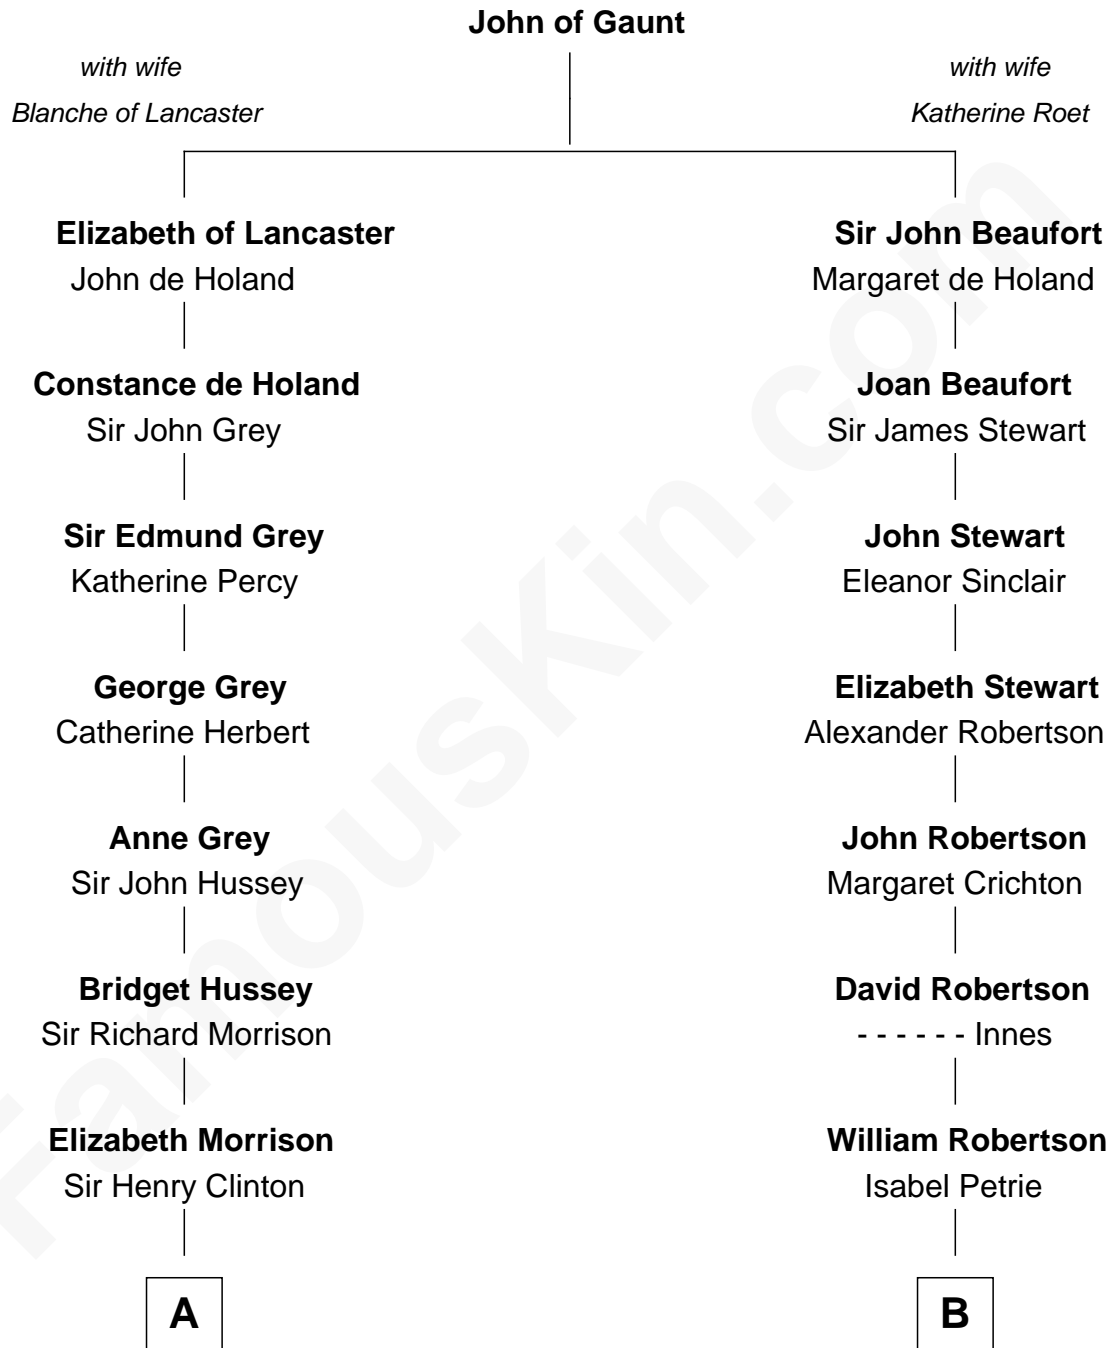 John of Gaunt
with wife
Blanche of Lancaster
with wife
Katherine Roet
Elizabeth of Lancaster
John de Holand
Sir John Beaufort
Margaret de Holand
Constance de Holand
Sir John Grey
Joan Beaufort
Sir James Stewart
Sir Edmund Grey
Katherine Percy
John Stewart
Eleanor Sinclair
George Grey
Catherine Herbert
Elizabeth Stewart
Alexander Robertson
Anne Grey
Sir John Hussey
John Robertson
Margaret Crichton
Bridget Hussey
Sir Richard Morrison
David Robertson
- - - - - - Innes
Elizabeth Morrison
Sir Henry Clinton
William Robertson
Isabel Petrie
A
B
FamousKin.com